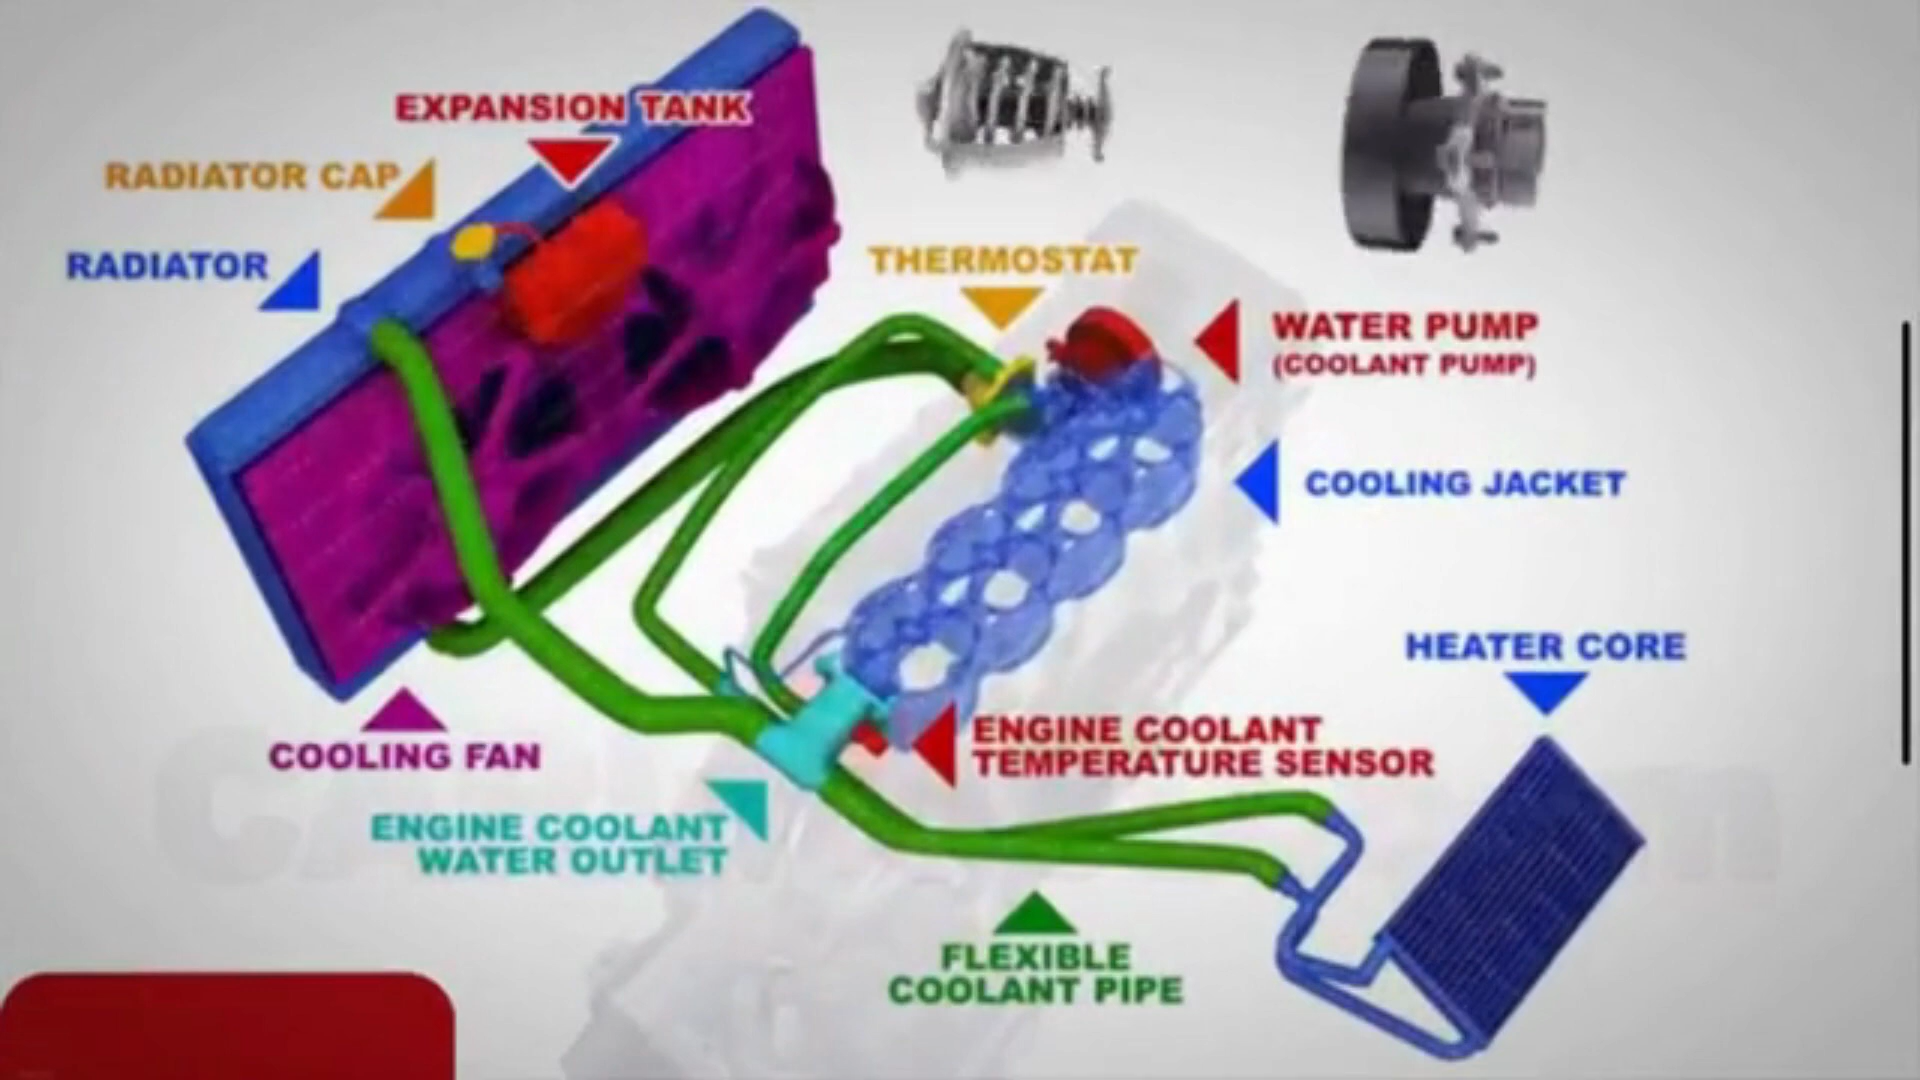 EXPANSION TANK
RADIATOR CAP
RADIATOR
THERMOSTAT
WATER PUMP
(COOLANT PUMP)
COOLING JACKET
HEATER CORE
ENGINE COOLANT
TEMPERATURE SENSOR
COOLING FAN
ENGINE COOLANT
WATER OUTLET
FLEXIBLE
COOLANT PIPE